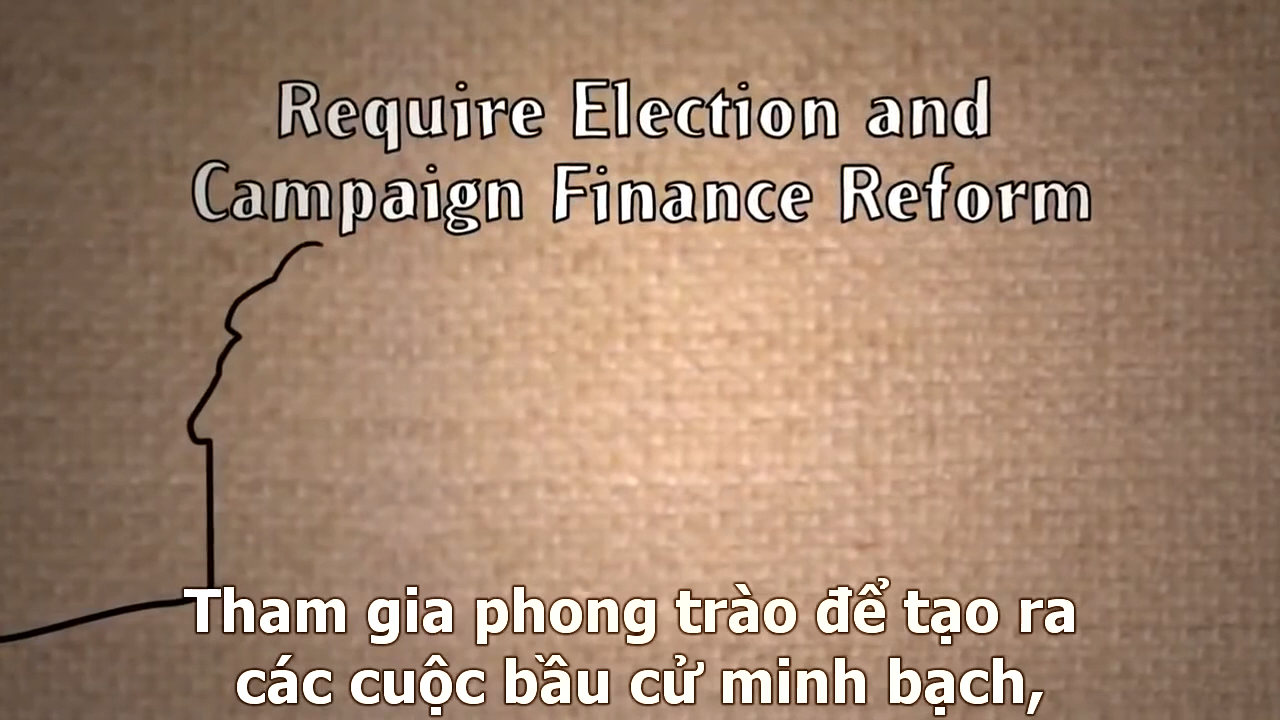 Require Election and
Campaign Finance Reform
Tham gia phong trào để tạo ra
các cuộc bầu cử minh bạch,